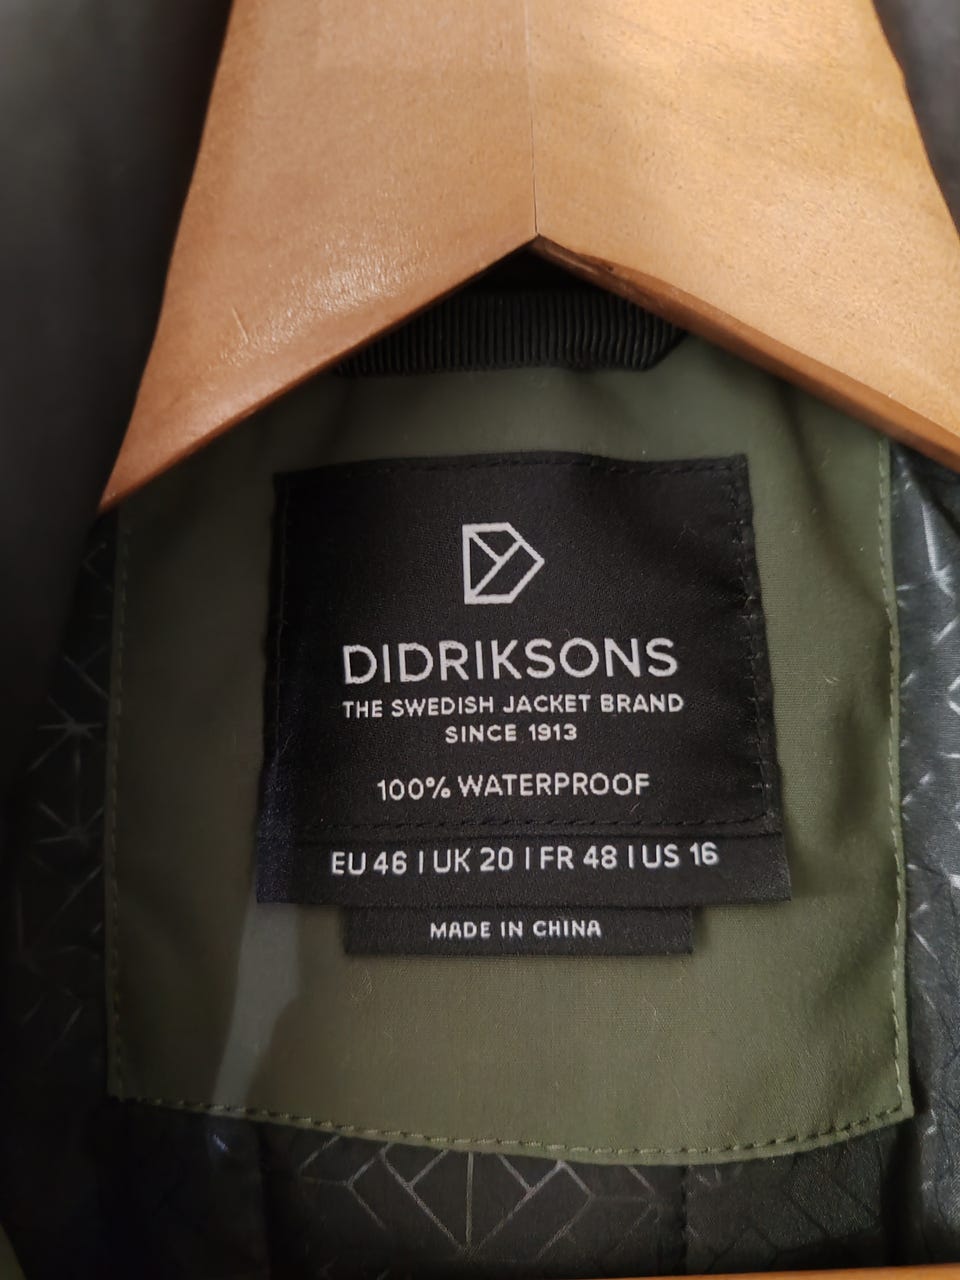 DIDRIKSONS
THE SWEDISH JACKET BRAND
SINCE 1913
100% WATERPROOF
EU 46 | UK 20 | FR 48 | US 16
MADE IN CHINA